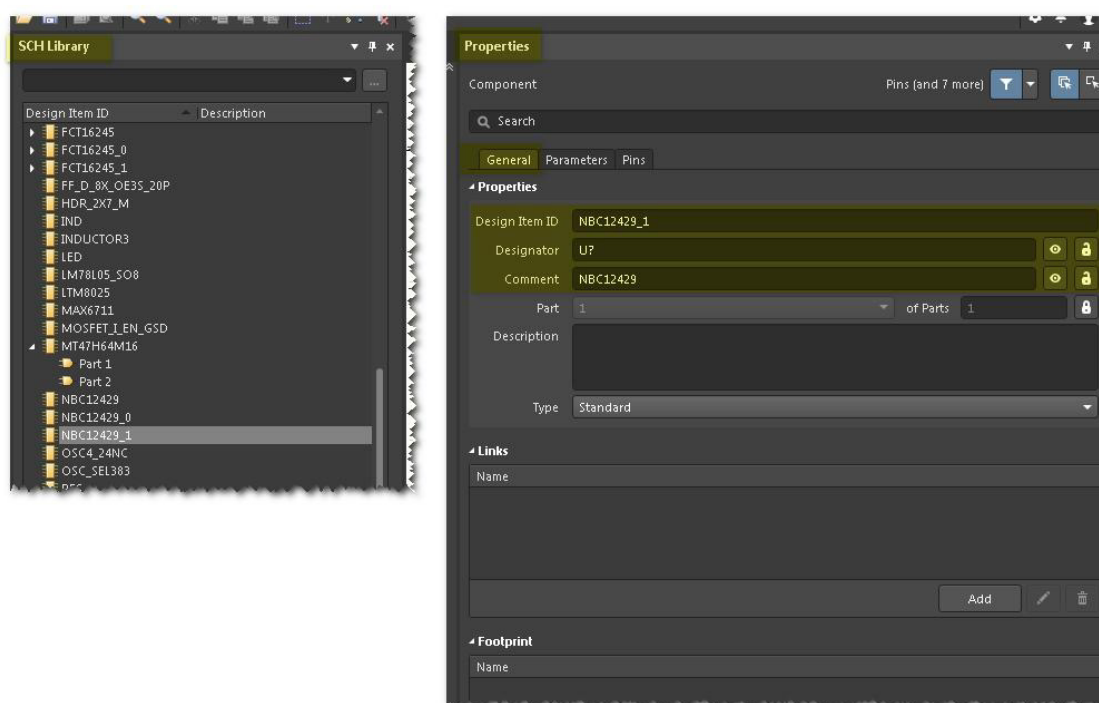 SCH Library
...
Design Item ID Description
FCT16245
FCT16245_0
FCT16245_1
FF_D_8X_OE3S_20P
HDR_2X7_M
IND
INDUCTOR3
LED
LM78L05_SO8
LTM8025
MAX6711
MOSFET_I_EN_GSD
MT47H64M16
Part 1
Part 2
NBC12429
NBC12429_0
NBC12429_1
OSC4_24NC
OSC_SEL383
Properties
Component Pins (and 7 more)
Search
General Parameters Pins
Properties
Design Item ID NBC12429_1
Designator U?
Comment NBC12429
Part 1 of Parts 1
Description
Type Standard
Links
Name
Add
Footprint
Name